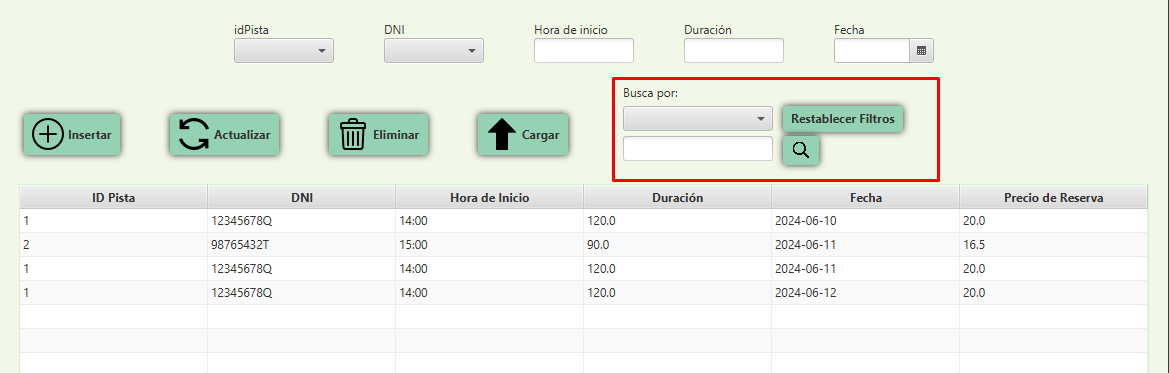 idPista DNI Hora de inicio Duración Fecha
Busca por:
Restablecer Filtros
Insertar Actualizar Eliminar Cargar
ID Pista DNI Hora de Inicio Duración Fecha Precio de Reserva
1 12345678Q 14:00 120.0 2024-06-10 20.0
2 98765432T 15:00 90.0 2024-06-11 16.5
1 12345678Q 14:00 120.0 2024-06-11 20.0
1 12345678Q 14:00 120.0 2024-06-12 20.0